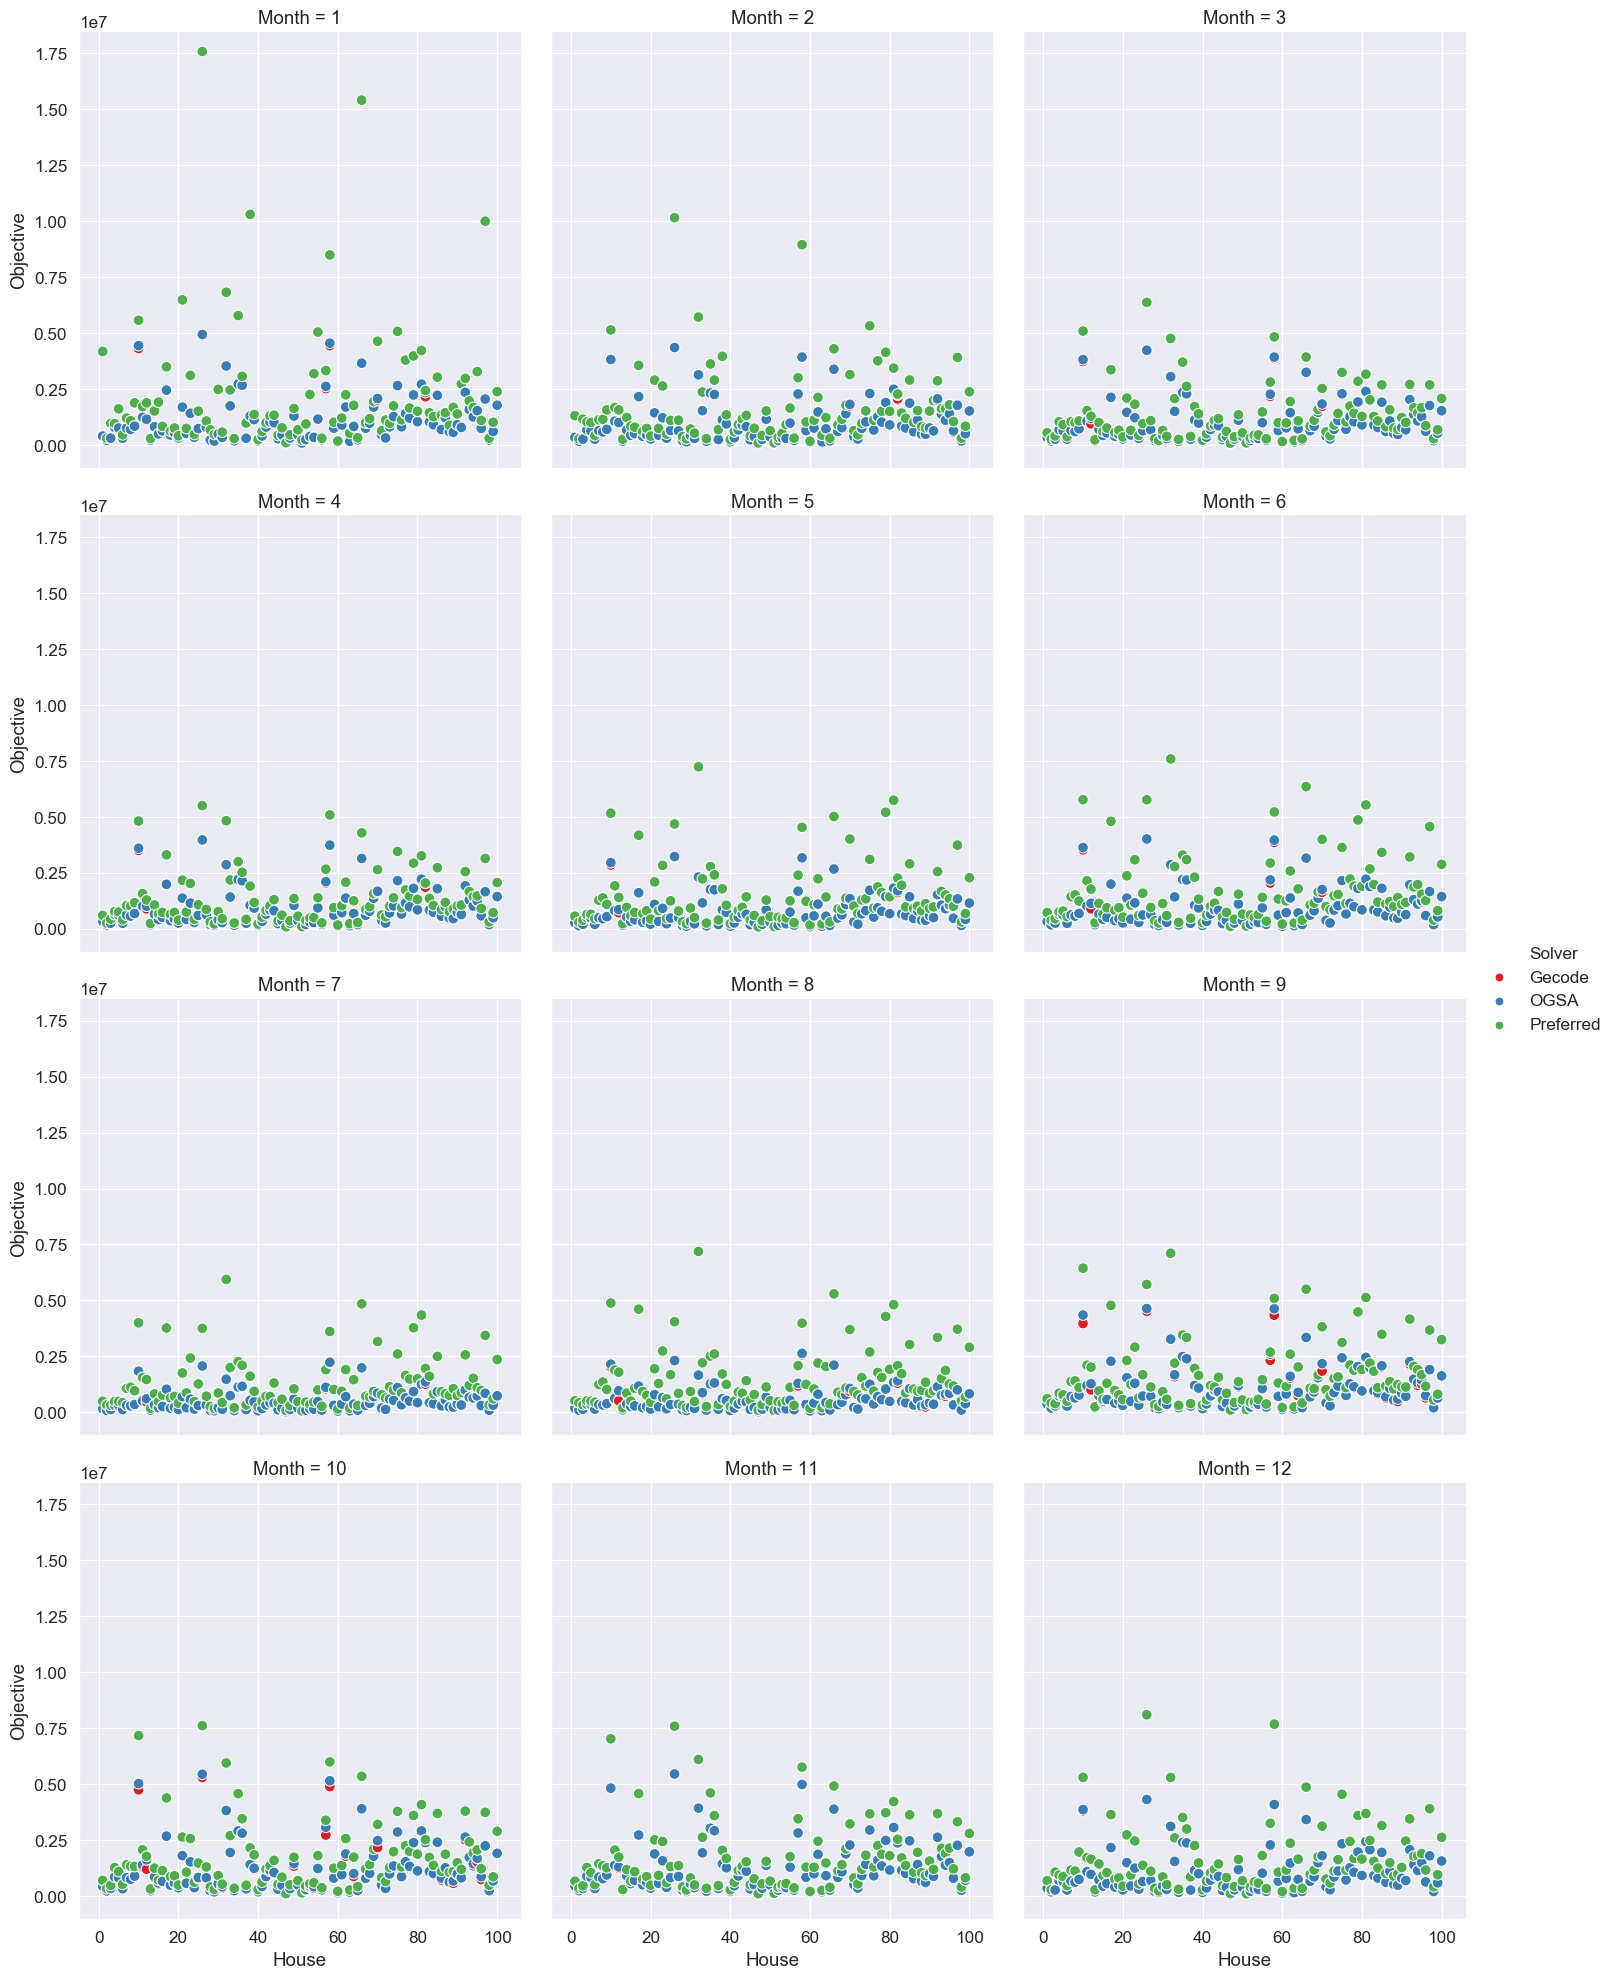 Month = 1
Month = 2
Month = 3
1e7
1.75
1.50
1.25
1.00
0.75
0.50
0.25
0.00
Objective
Month = 4
Month = 5
Month = 6
1e7
1.75
1.50
1.25
1.00
0.75
0.50
0.25
0.00
Objective
Solver
Gecode
OGSA
Preferred
Month = 7
Month = 8
Month = 9
1e7
1.75
1.50
1.25
1.00
0.75
0.50
0.25
0.00
Objective
Month = 10
Month = 11
Month = 12
1e7
1.75
1.50
1.25
1.00
0.75
0.50
0.25
0.00
Objective
0 20 40 60 80 100
0 20 40 60 80 100
0 20 40 60 80 100
House
House
House